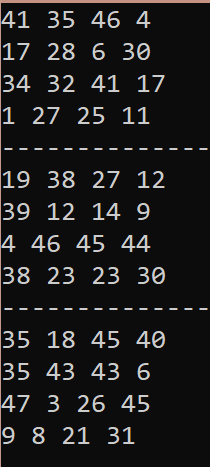 41 35 46 4
17 28 6 30
34 32 41 17
1 27 25 11
--------------
19 38 27 12
39 12 14 9
4 46 45 44
38 23 23 30
--------------
35 18 45 40
35 43 43 6
47 3 26 45
9 8 21 31